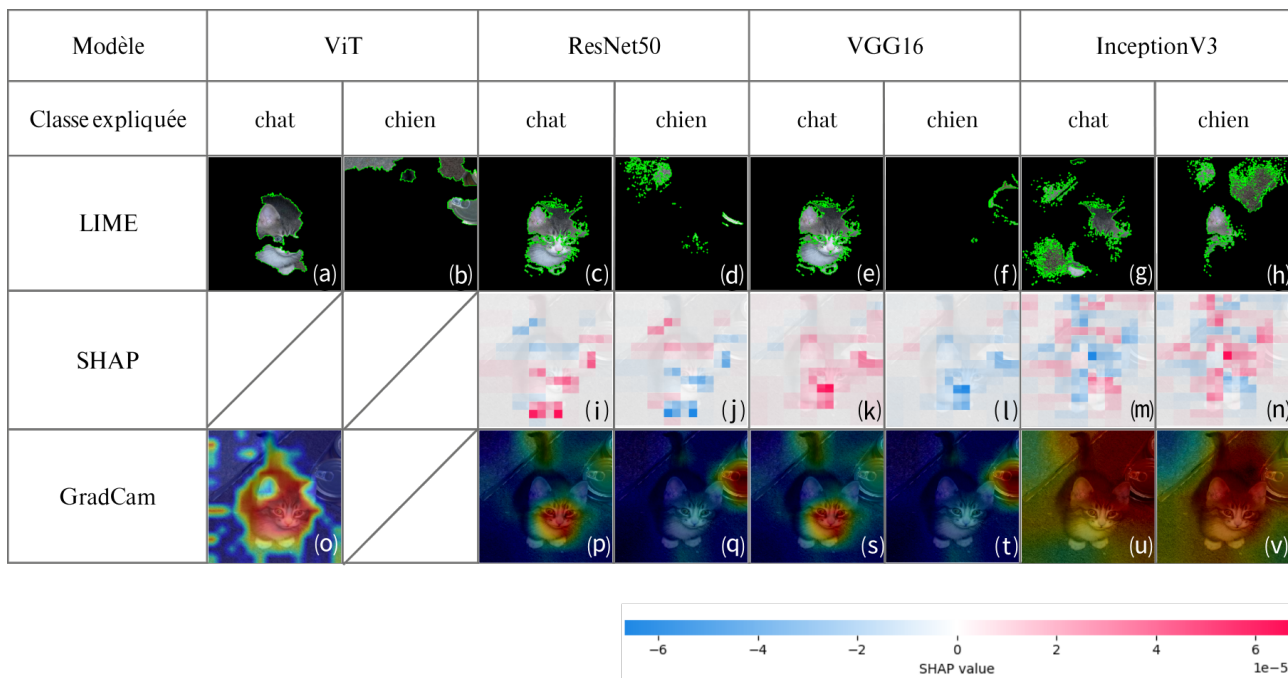 Modèle ViT ResNet50 VGG16 InceptionV3
Classe expliquée chat chien chat chien chat chien chat chien
LIME (a) (b) (c) (d) (e) (f) (g) (h)
SHAP (i) (j) (k) (l) (m) (n)
GradCam (o) (p) (q) (s) (t) (u) (v)
−6 −4 −2 0 2 4 6
SHAP value 1e−5